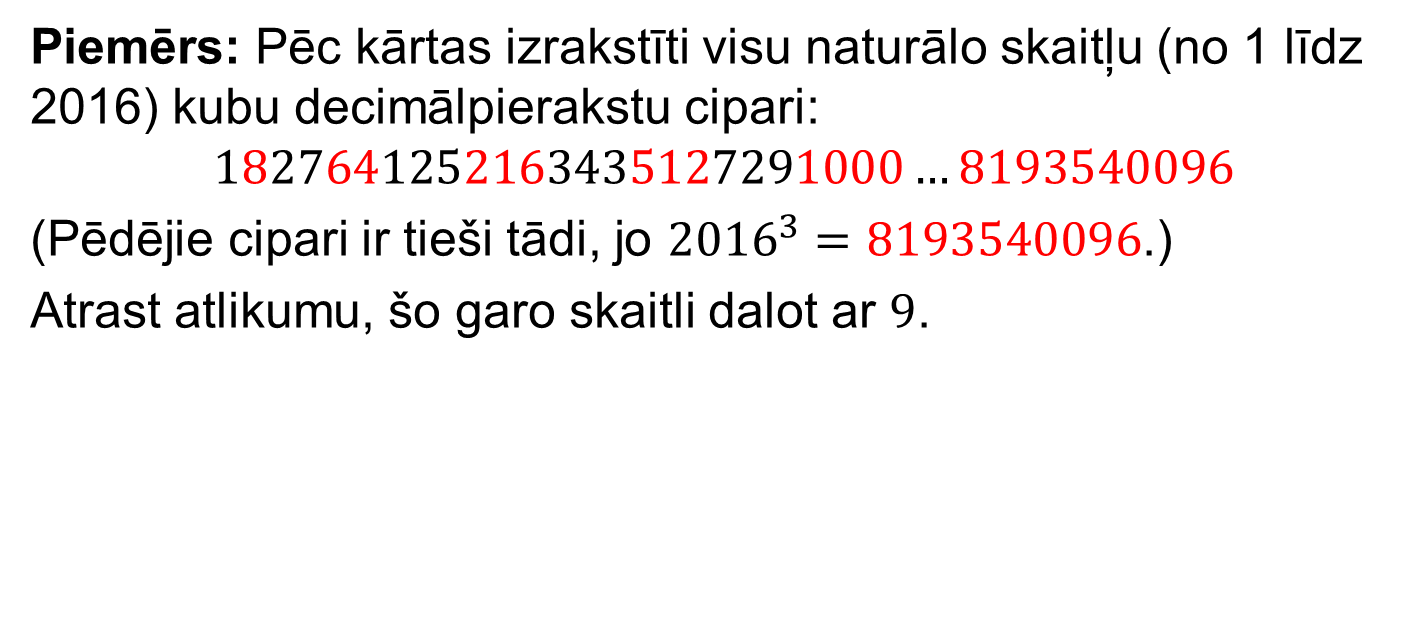 Piemērs: Pēc kārtas izrakstīti visu naturālo skaitļu (no 1 līdz
2016) kubu decimālpierakstu cipari:
1827641252163435127291000 … 8193540096
(Pēdējie cipari ir tieši tādi, jo 2016³ = 8193540096.)
Atrast atlikumu, šo garo skaitli dalot ar 9.